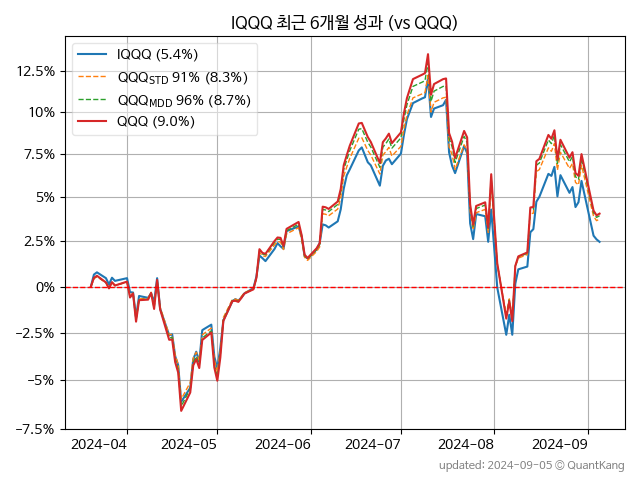 IQQQ 최근 6개월 성과 (vs QQQ)
IQQQ (5.4%)
QQQSTD 91% (8.3%)
QQQMDD 96% (8.7%)
QQQ (9.0%)
12.5%
10%
7.5%
5%
2.5%
0%
−2.5%
−5%
−7.5%
2024-04 2024-05 2024-06 2024-07 2024-08 2024-09
updated: 2024-09-05 © QuantKang